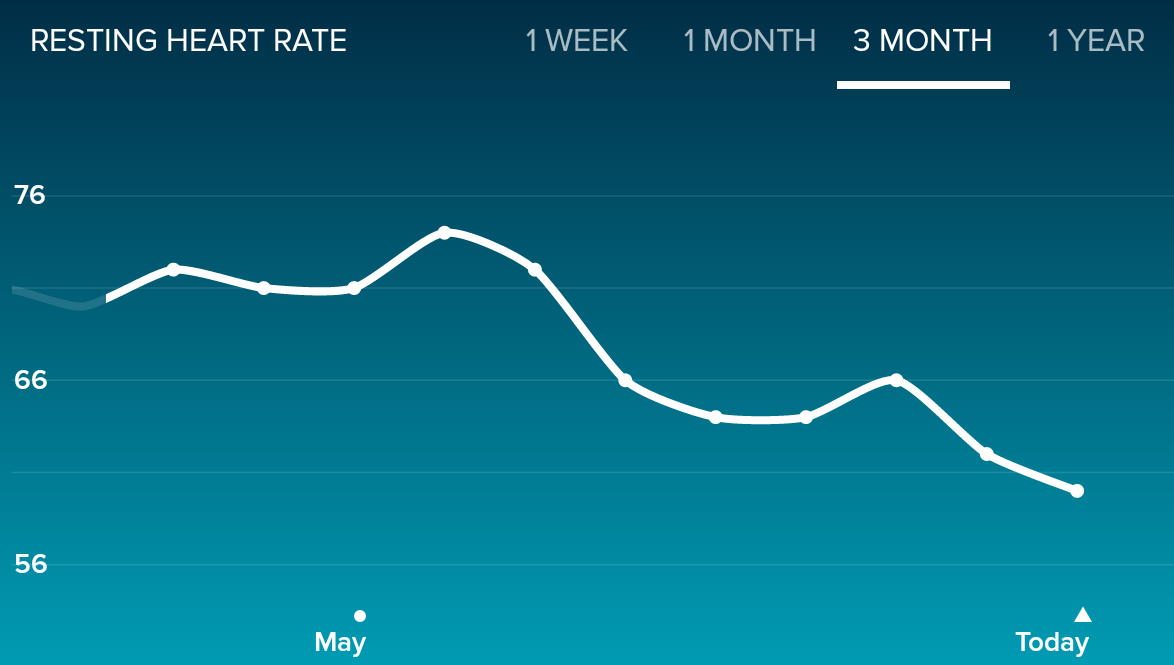 RESTING HEART RATE
1 WEEK
1 MONTH
3 MONTH
1 YEAR
76
66
56
May
Today